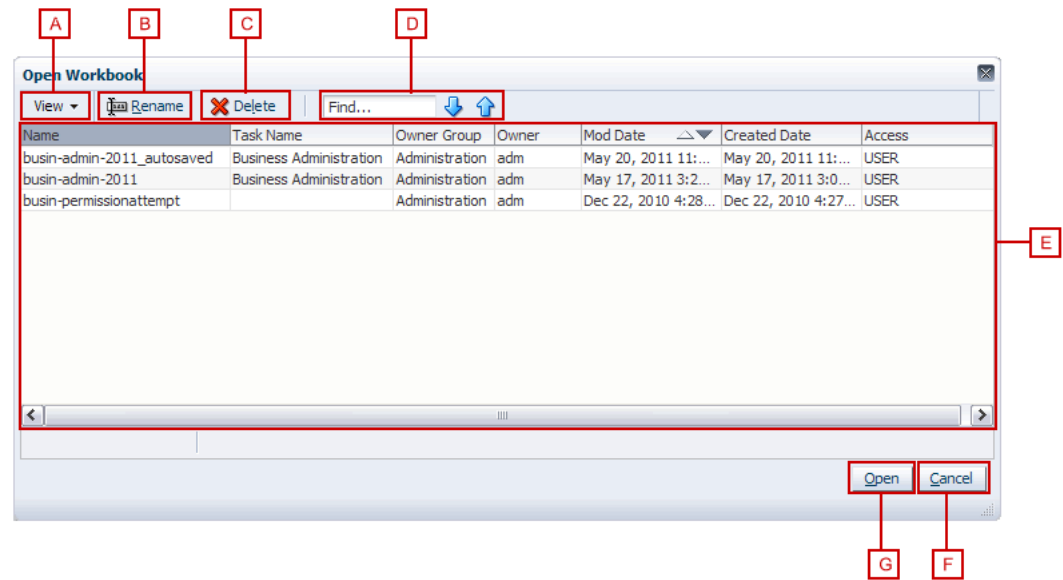 A B C D
Open Workbook
View Rename Delete Find...
Name Task Name Owner Group Owner Mod Date Created Date Access
busin-admin-2011_autosaved Business Administration Administration adm May 20, 2011 11:... May 20, 2011 11:... USER
busin-admin-2011 Business Administration Administration adm May 17, 2011 3:2... May 17, 2011 3:0... USER
busin-permissionattempt Administration adm Dec 22, 2010 4:28... Dec 22, 2010 4:27... USER
E
Open Cancel
G F